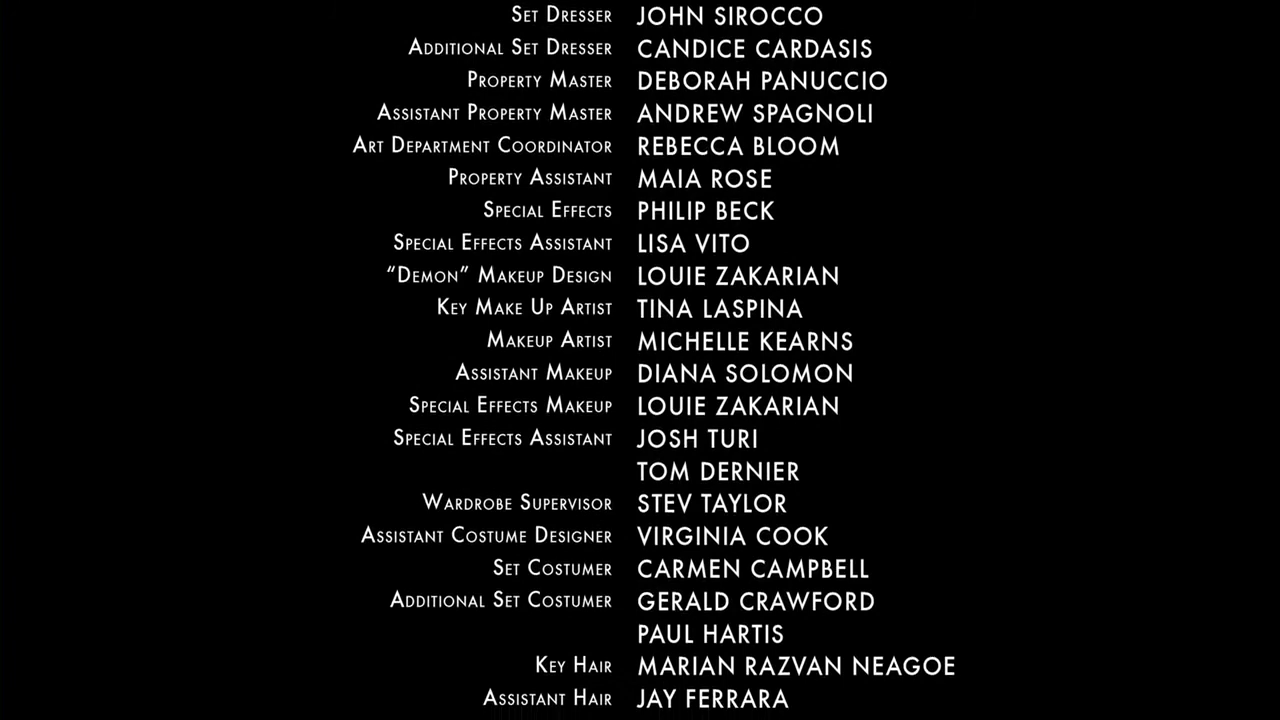 Set Dresser JOHN SIROCCO
Additional Set Dresser CANDICE CARDASIS
Property Master DEBORAH PANUCCIO
Assistant Property Master ANDREW SPAGNOLI
Art Department Coordinator REBECCA BLOOM
Property Assistant MAIA ROSE
Special Effects PHILIP BECK
Special Effects Assistant LISA VITO
“Demon” Makeup Design LOUIE ZAKARIAN
Key Make Up Artist TINA LASPINA
Makeup Artist MICHELLE KEARNS
Assistant Makeup DIANA SOLOMON
Special Effects Makeup LOUIE ZAKARIAN
Special Effects Assistant JOSH TURI
TOM DERNIER
Wardrobe Supervisor STEV TAYLOR
Assistant Costume Designer VIRGINIA COOK
Set Costumer CARMEN CAMPBELL
Additional Set Costumer GERALD CRAWFORD
PAUL HARTIS
Key Hair MARIAN RAZVAN NEAGOE
Assistant Hair JAY FERRARA